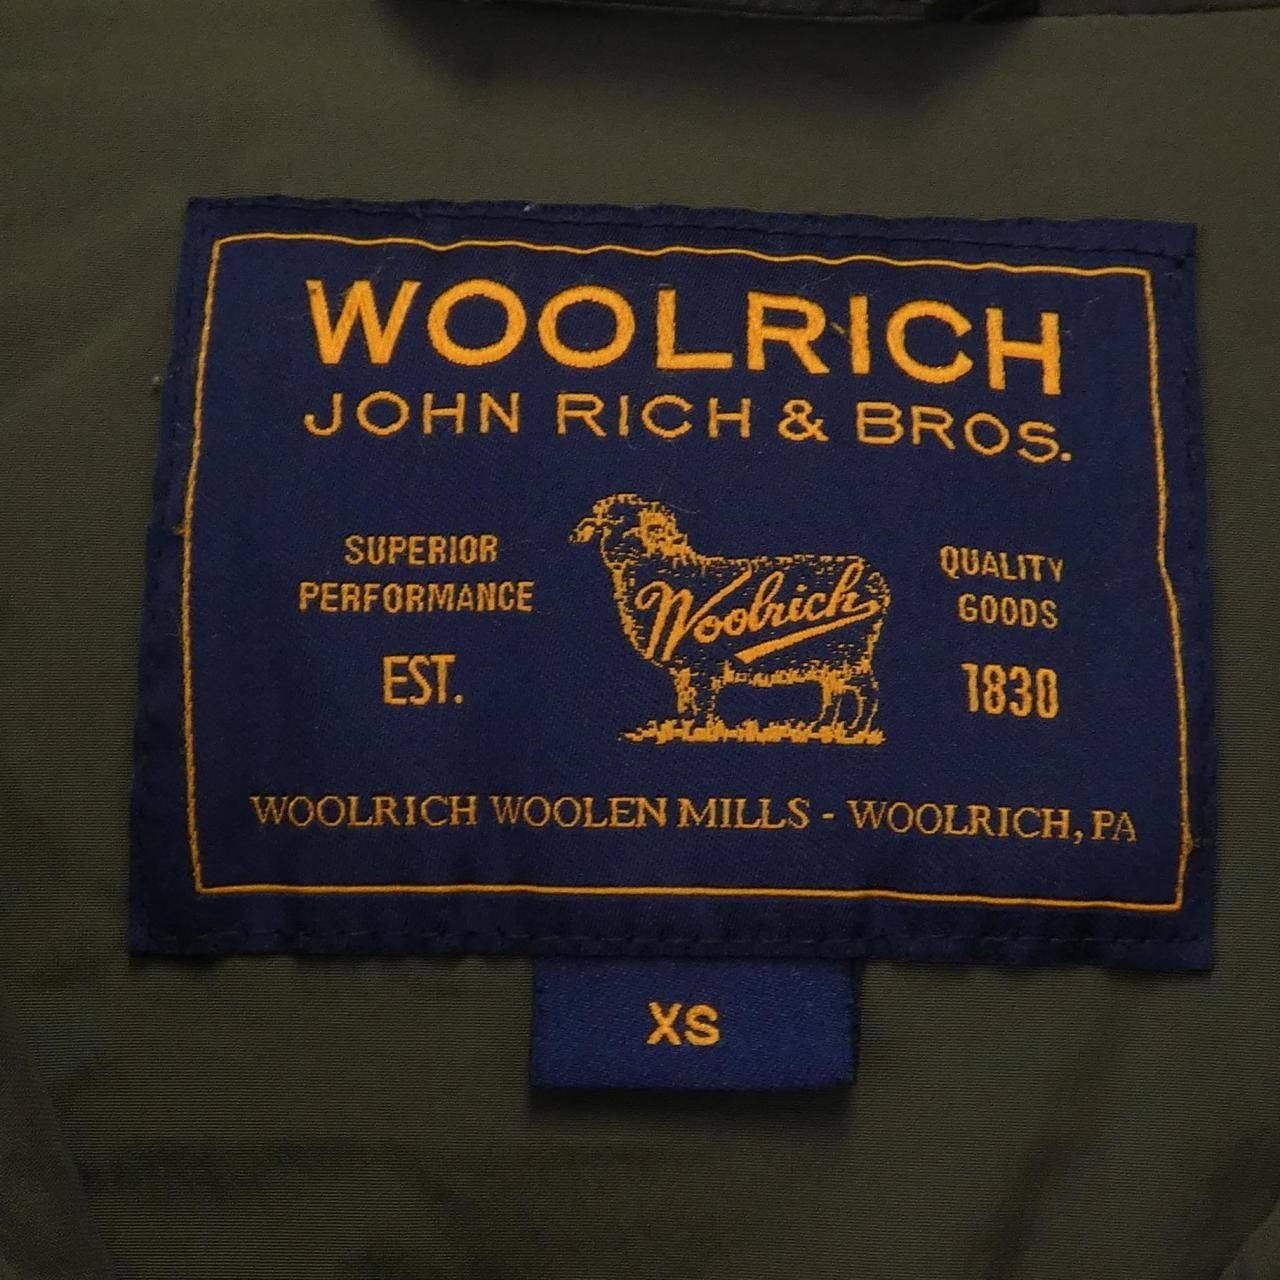 WOOLRICH
JOHN RICH & BROS.
SUPERIOR
PERFORMANCE
EST.
Woolrich
QUALITY
GOODS
1830
WOOLRICH WOOLEN MILLS - WOOLRICH, PA
XS